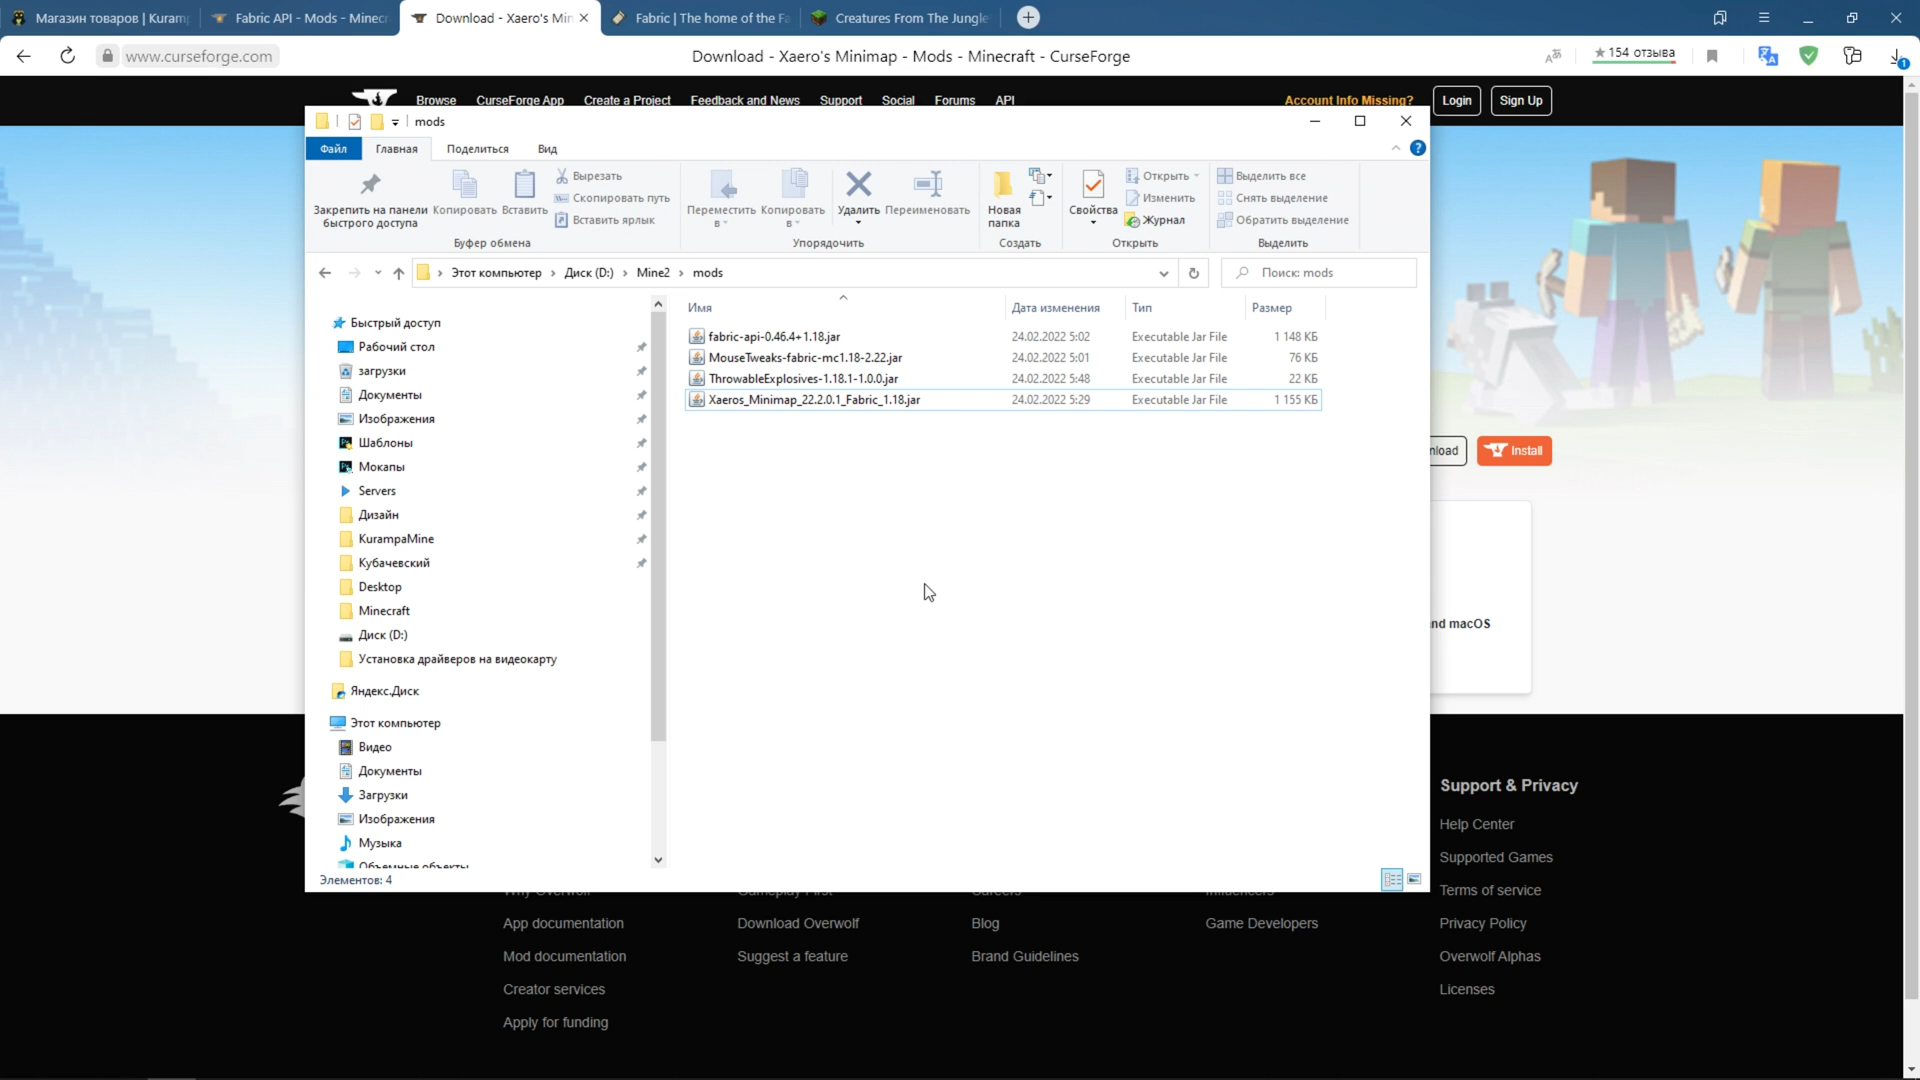 Магазин товаров | Kuramp
Fabric API - Mods - Minecr
Download - Xaero's Min
Fabric | The home of the Fa
Creatures From The Jungle
www.curseforge.com
Download - Xaero's Minimap - Mods - Minecraft - CurseForge
★ 154 отзыва
1
Browse
CurseForge App
Create a Project
Feedback and News
Support
Social
Forums
API
Account Info Missing?
Login
Sign Up
mods
Файл
Главная
Поделиться
Вид
Закрепить на панели
быстрого доступа
Копировать
Вставить
Вырезать
Скопировать путь
Вставить ярлык
Буфер обмена
Переместить
в
Копировать
в
Удалить
Переименовать
Упорядочить
Новая
папка
Создать
Свойства
Открыть
Изменить
Журнал
Открыть
Выделить все
Снять выделение
Обратить выделение
Выделить
Этот компьютер › Диск (D:) › Mine2 › mods
Поиск: mods
Имя
Дата изменения
Тип
Размер
fabric-api-0.46.4+1.18.jar 24.02.2022 5:02 Executable Jar File 1 148 КБ
MouseTweaks-fabric-mc1.18-2.22.jar 24.02.2022 5:01 Executable Jar File 76 КБ
ThrowableExplosives-1.18.1-1.0.0.jar 24.02.2022 5:48 Executable Jar File 22 КБ
Xaeros_Minimap_22.2.0.1_Fabric_1.18.jar 24.02.2022 5:29 Executable Jar File 1 155 КБ
Быстрый доступ
Рабочий стол
загрузки
Документы
Изображения
Шаблоны
Мокапы
Servers
Дизайн
KurampaMine
Кубачевский
Desktop
Minecraft
Диск (D:)
Установка драйверов на видеокарту
Яндекс.Диск
Этот компьютер
Видео
Документы
Загрузки
Изображения
Музыка
Объемные объекты
Элементов: 4
nload
Install
nd macOS
Support & Privacy
Help Center
Supported Games
Terms of service
Privacy Policy
Overwolf Alphas
Licenses
Why Overwolf
Gameplay First
Careers
Influencers
App documentation
Download Overwolf
Blog
Game Developers
Mod documentation
Suggest a feature
Brand Guidelines
Creator services
Apply for funding